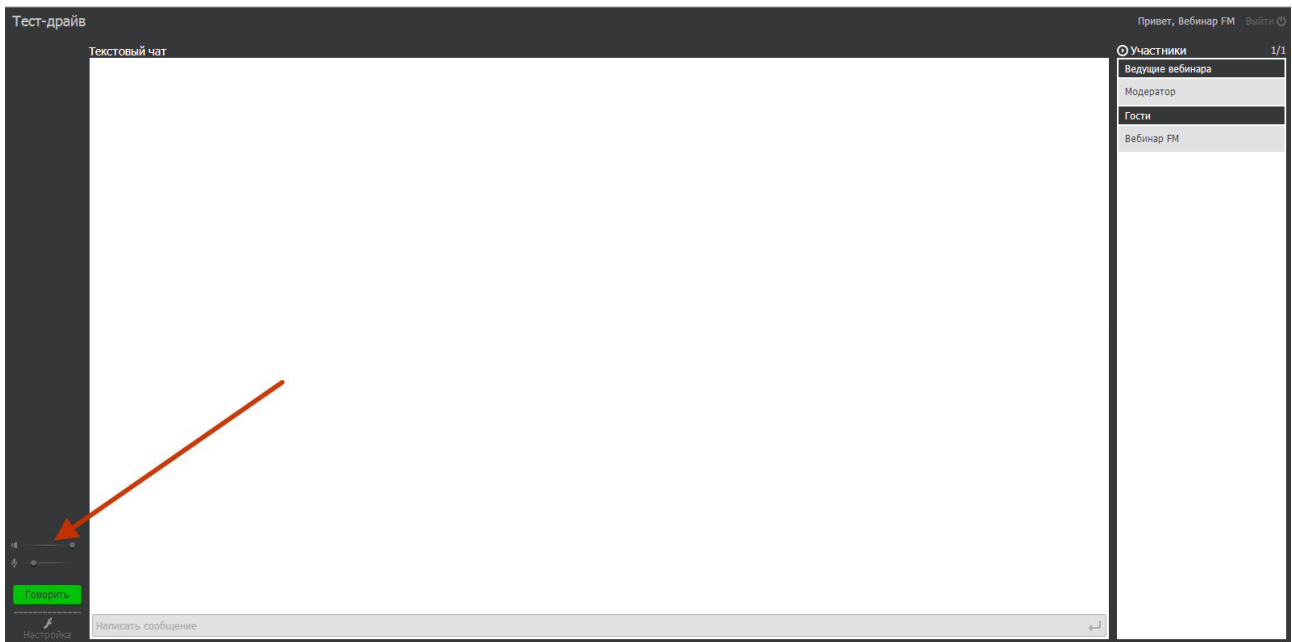 Тест-драйв
Привет, Вебинар FM Выйти
Текстовый чат
Участники 1/1
Ведущие вебинара
Модератор
Гости
Вебинар FM
Говорить
Настройка
Написать сообщение